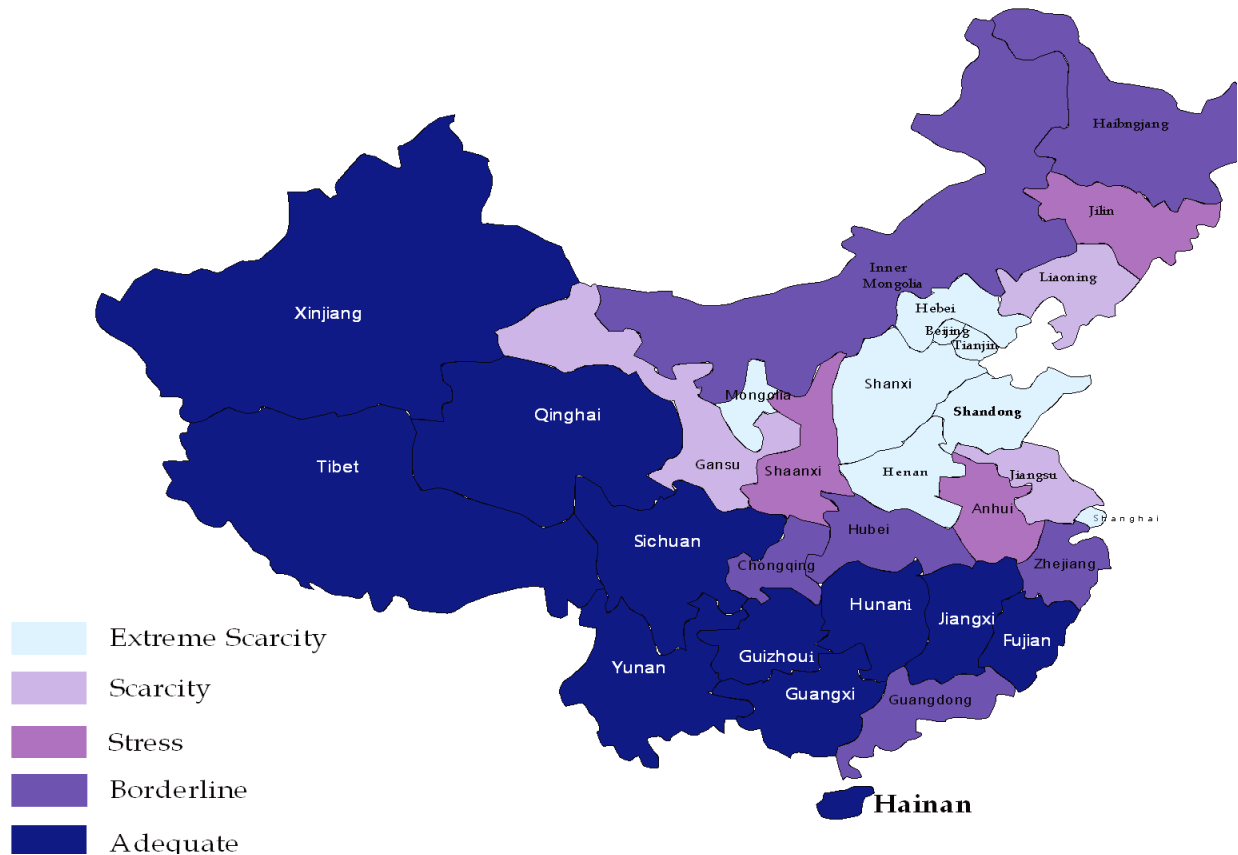 Haibngjang
Jilin
Inner
Mongolia
Liaoning
Hebei
Beijing
Tianjin
Xinjiang
Mongolia
Shanxi
Shandong
Qinghai
Tibet
Gansu
Shaanxi
Henan
Jiangsu
Anhui
Shanghai
Sichuan
Hubei
Chongqing
Zhejiang
Hunani
Jiangxi
Fujian
Guizhoui
Yunan
Guangxi
Guangdong
Hainan
Extreme Scarcity
Scarcity
Stress
Borderline
Adequate